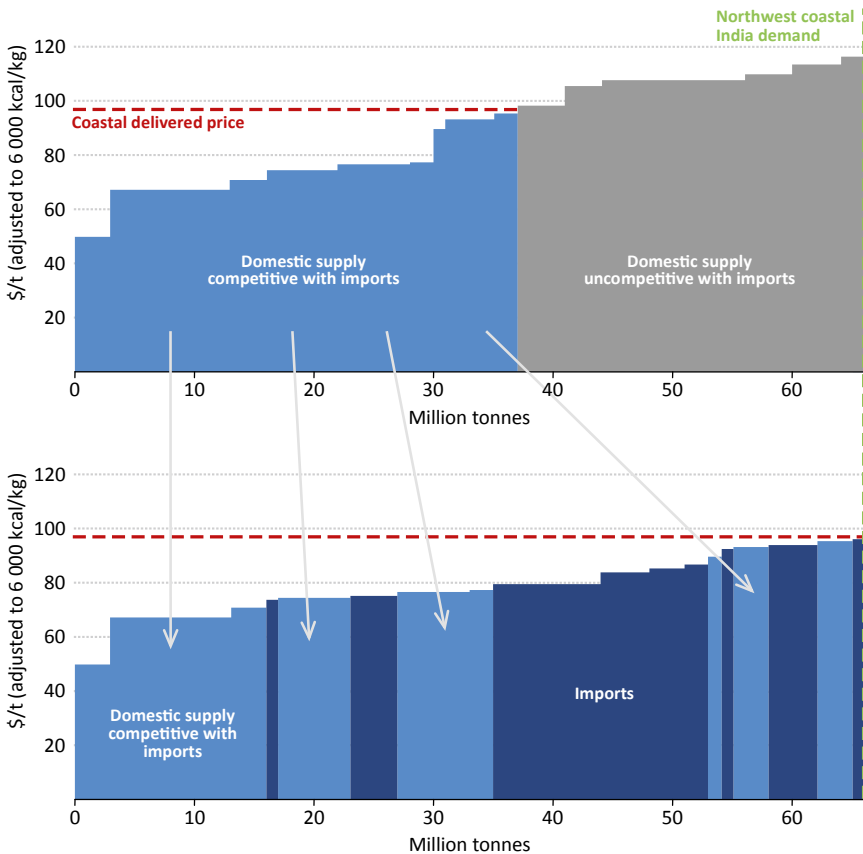 Northwest coastal
India demand
$/t (adjusted to 6 000 kcal/kg)
120
100
80
60
40
20
Coastal delivered price
Domestic supply
competitive with imports
Domestic supply
uncompetitive with imports
0
10
20
30
40
50
60
Million tonnes
$/t (adjusted to 6 000 kcal/kg)
120
100
80
60
40
20
Domestic supply
competitive with
imports
Imports
0
10
20
30
40
50
60
Million tonnes